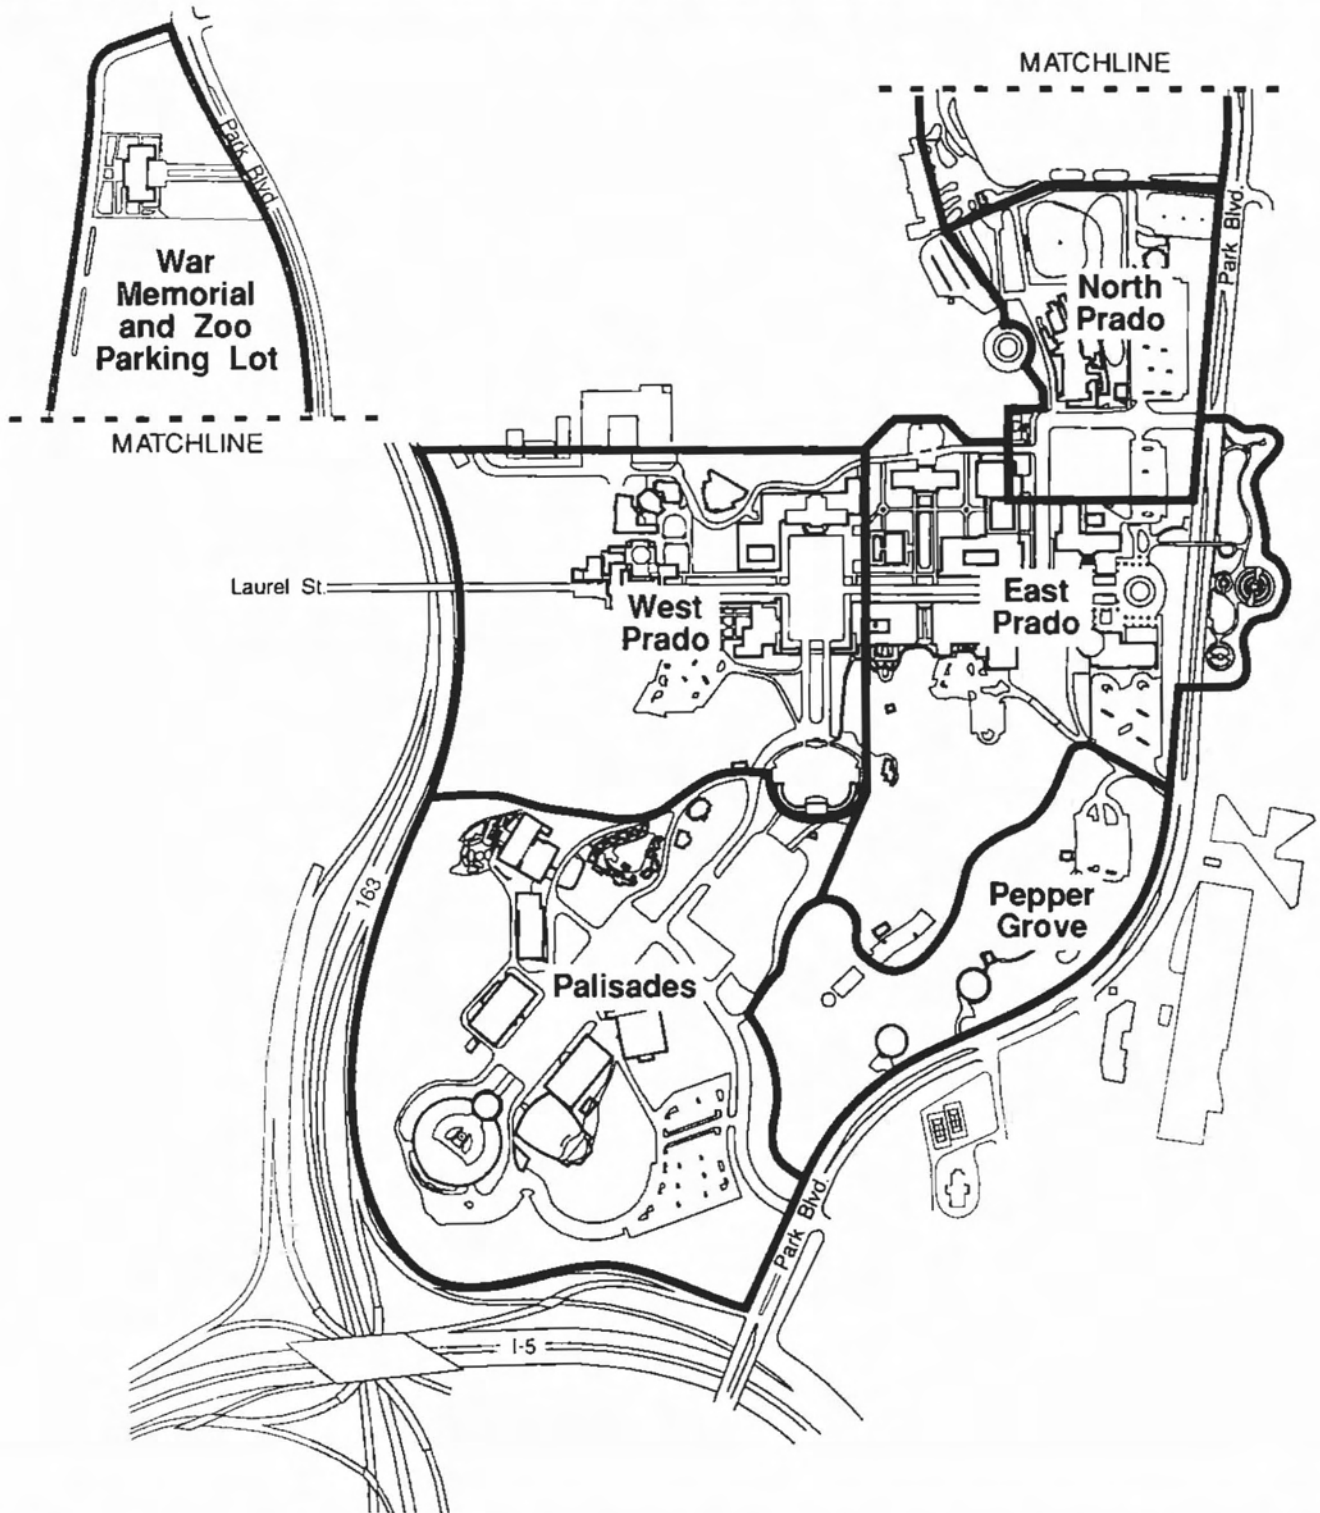 MATCHLINE
Park Blvd.
War
Memorial
and Zoo
Parking Lot
MATCHLINE
Park Blvd.
North
Prado
Laurel St.
West
Prado
East
Prado
163
Pepper
Grove
Palisades
Park Blvd.
I-5